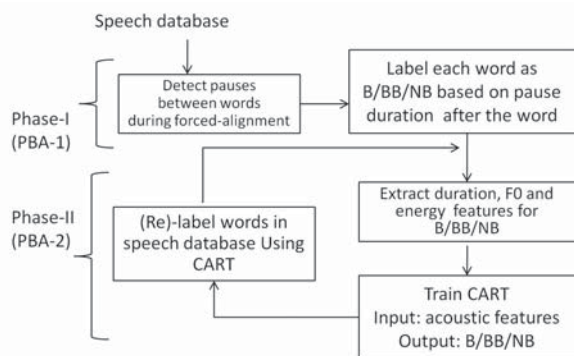 Speech database
Phase-I
(PBA-1)
Detect pauses
between words
during forced-alignment
Label each word as
B/BB/NB based on pause
duration after the word
Phase-II
(PBA-2)
(Re)-label words in
speech database Using
CART
Extract duration, F0 and
energy features for
B/BB/NB
Train CART
Input: acoustic features
Output: B/BB/NB